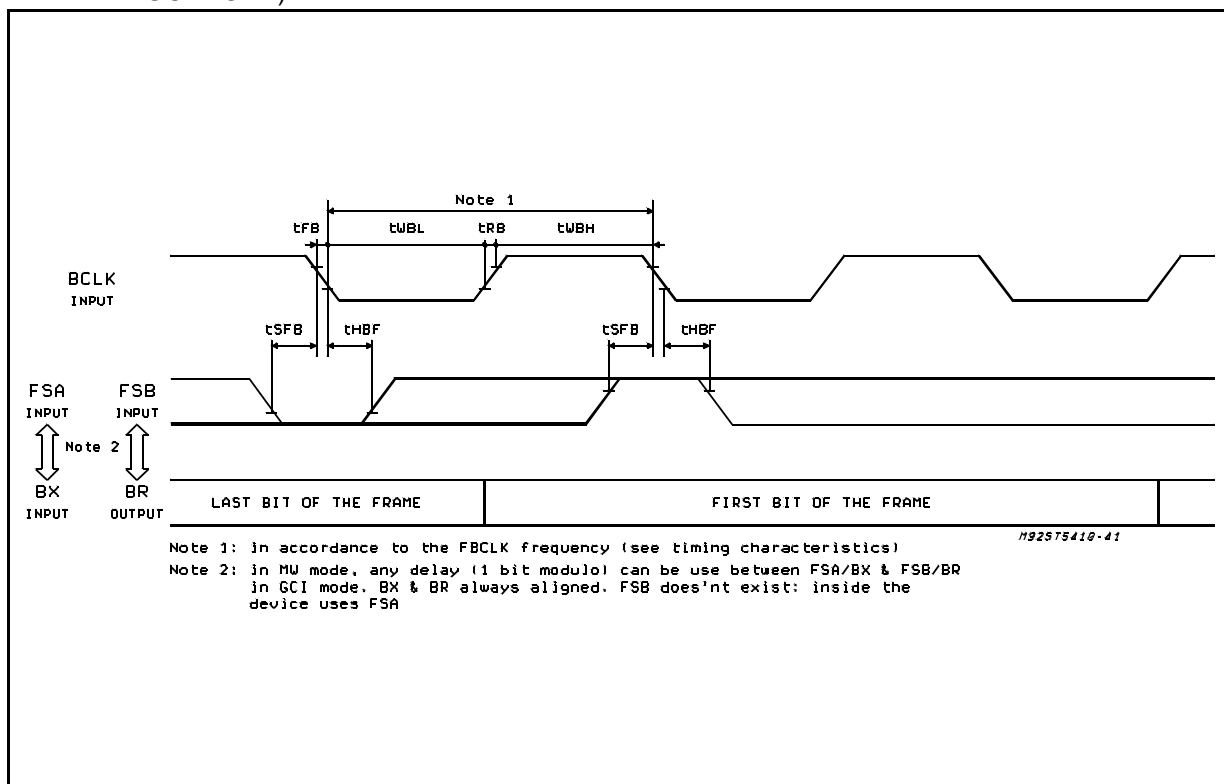 Note 1
tFB tWBL tRB tWBH
BCLK
INPUT
tSFB tHBF tSFB tHBF
FSA FSB
INPUT INPUT
Note 2
BX BR
INPUT OUTPUT
LAST BIT OF THE FRAME FIRST BIT OF THE FRAME
M92ST5410-41
Note 1: in accordance to the FBCLK frequency (see timing characteristics)
Note 2: in MW mode, any delay (1 bit modulo) can be use between FSA/BX & FSB/BR
in GCI mode, BX & BR always aligned. FSB does'nt exist: inside the
device uses FSA